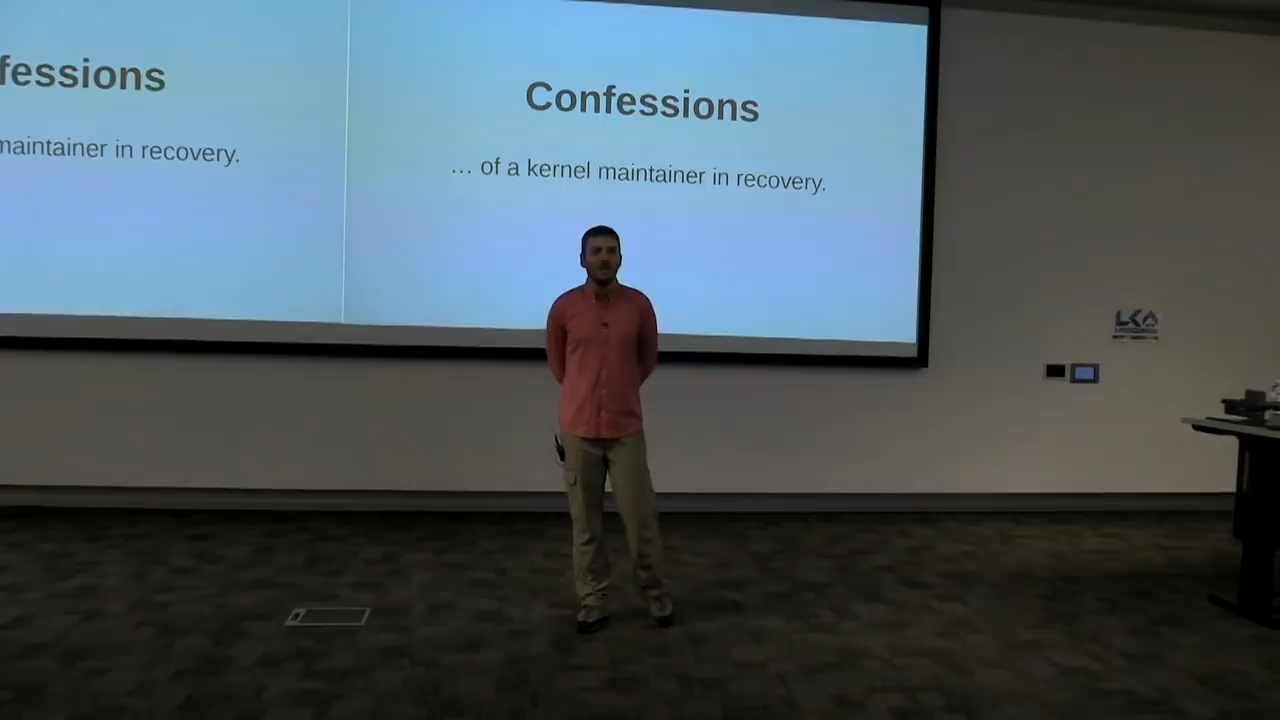 fessions
maintainer in recovery.
Confessions
… of a kernel maintainer in recovery.
LCA